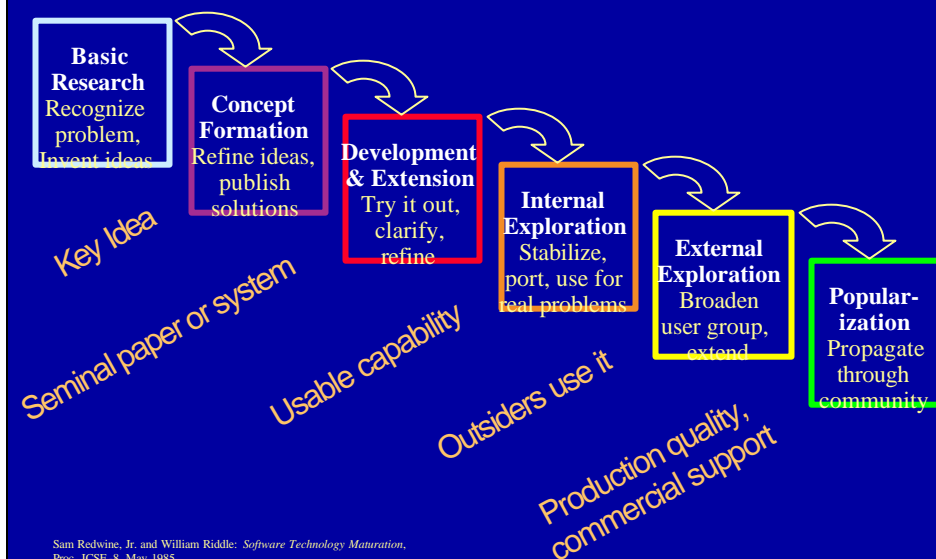 Basic
Research
Recognize
problem,
Invent ideas
Concept
Formation
Refine ideas,
publish
solutions
Development
& Extension
Try it out,
clarify,
refine
Internal
Exploration
Stabilize,
port, use for
real problems
External
Exploration
Broaden
user group,
extend
Popular-
ization
Propagate
through
community
Key Idea
Seminal paper or system
Usable capability
Outsiders use it
Production quality,
commercial support
Sam Redwine, Jr. and William Riddle: Software Technology Maturation,
Proc. ICSE-8, May 1985